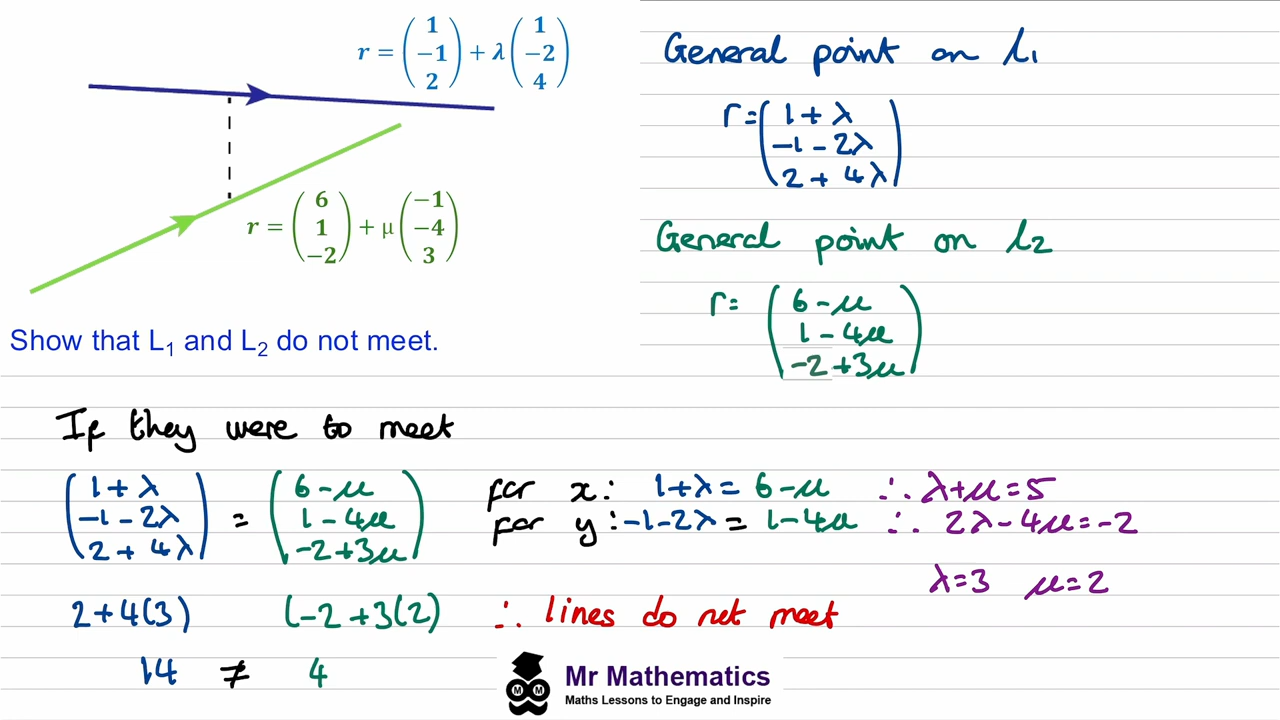 r = (1 -1 2) + λ (1 -2 4)
r = (6 1 -2) + μ (-1 -4 3)
Show that L1 and L2 do not meet.
General point on L1
r = (1 + λ
-1 - 2λ
2 + 4λ)
General point on L2
r = (6 - μ
1 - 4μ
-2 + 3μ)
If they were to meet
(1 + λ -1 - 2λ 2 + 4λ) = (6 - μ 1 - 4μ -2 + 3μ)
for x: 1+λ = 6-μ ∴ λ+μ=5
for y: -1-2λ = 1-4μ ∴ 2λ-4μ=-2
λ=3 μ=2
2+4(3) (-2+3(2) ∴ lines do not meet
14 ≠ 4
Mr Mathematics
Maths Lessons to Engage and Inspire